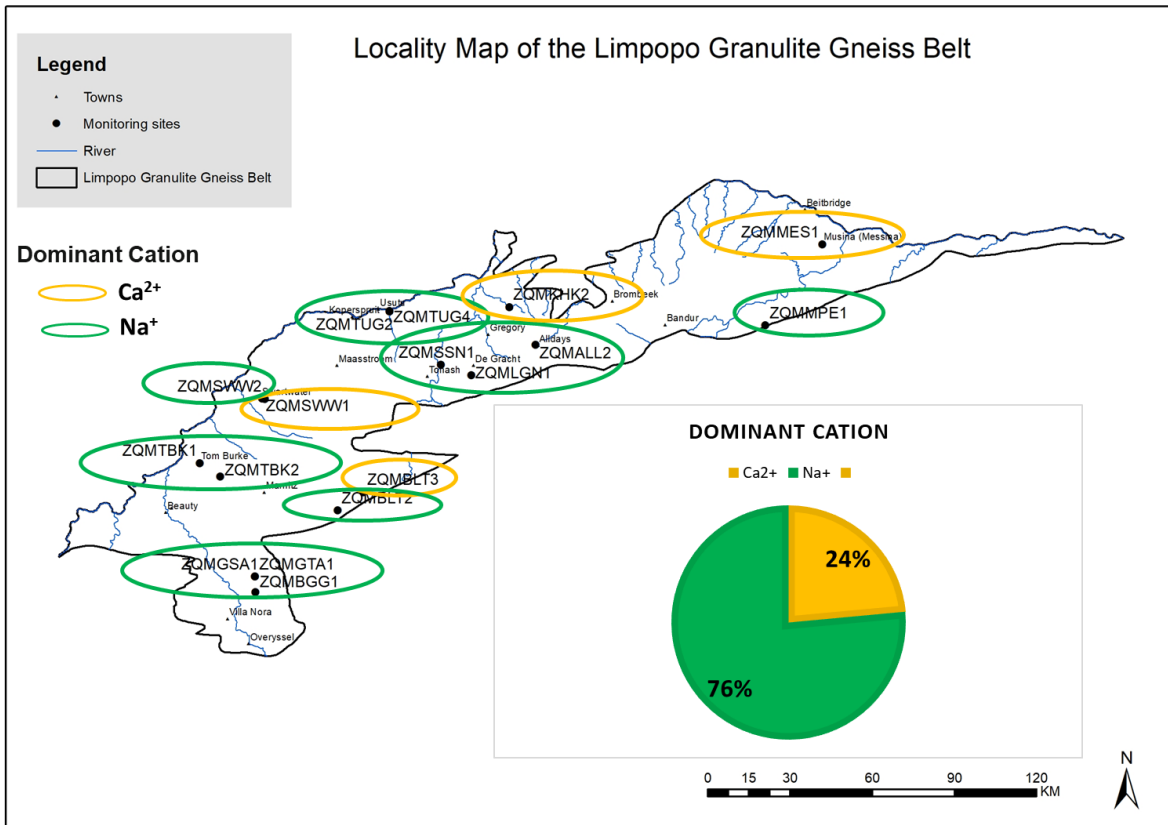 Locality Map of the Limpopo Granulite Gneiss Belt
Legend
Towns
Monitoring sites
River
Limpopo Granulite Gneiss Belt
Dominant Cation
Ca²⁺
Na⁺
Beitbridge
ZQMMES1
Musina (Messina)
ZQMKHK2
Brombeek
Usutu
Koperspruit
ZQMTUG4
ZQMTUG2
Bandur
ZQMMPE1
Gregory
Alldays
ZQMSSN1
ZQMALL2
Maasstroom
De Gracht
Tolwash
ZQMLGN1
ZQMSWW2
ZQMSWW1
ZQMTBK1
Tom Burke
ZQMTBK2
ZQMBLT3
ZQMBLT2
Beauty
ZQMGSA1
ZQMGTA1
ZQMBGG1
Villa Nora
Overyssel
DOMINANT CATION
Ca2+ Na+
24%
76%
N
0 15 30 60 90 120
KM